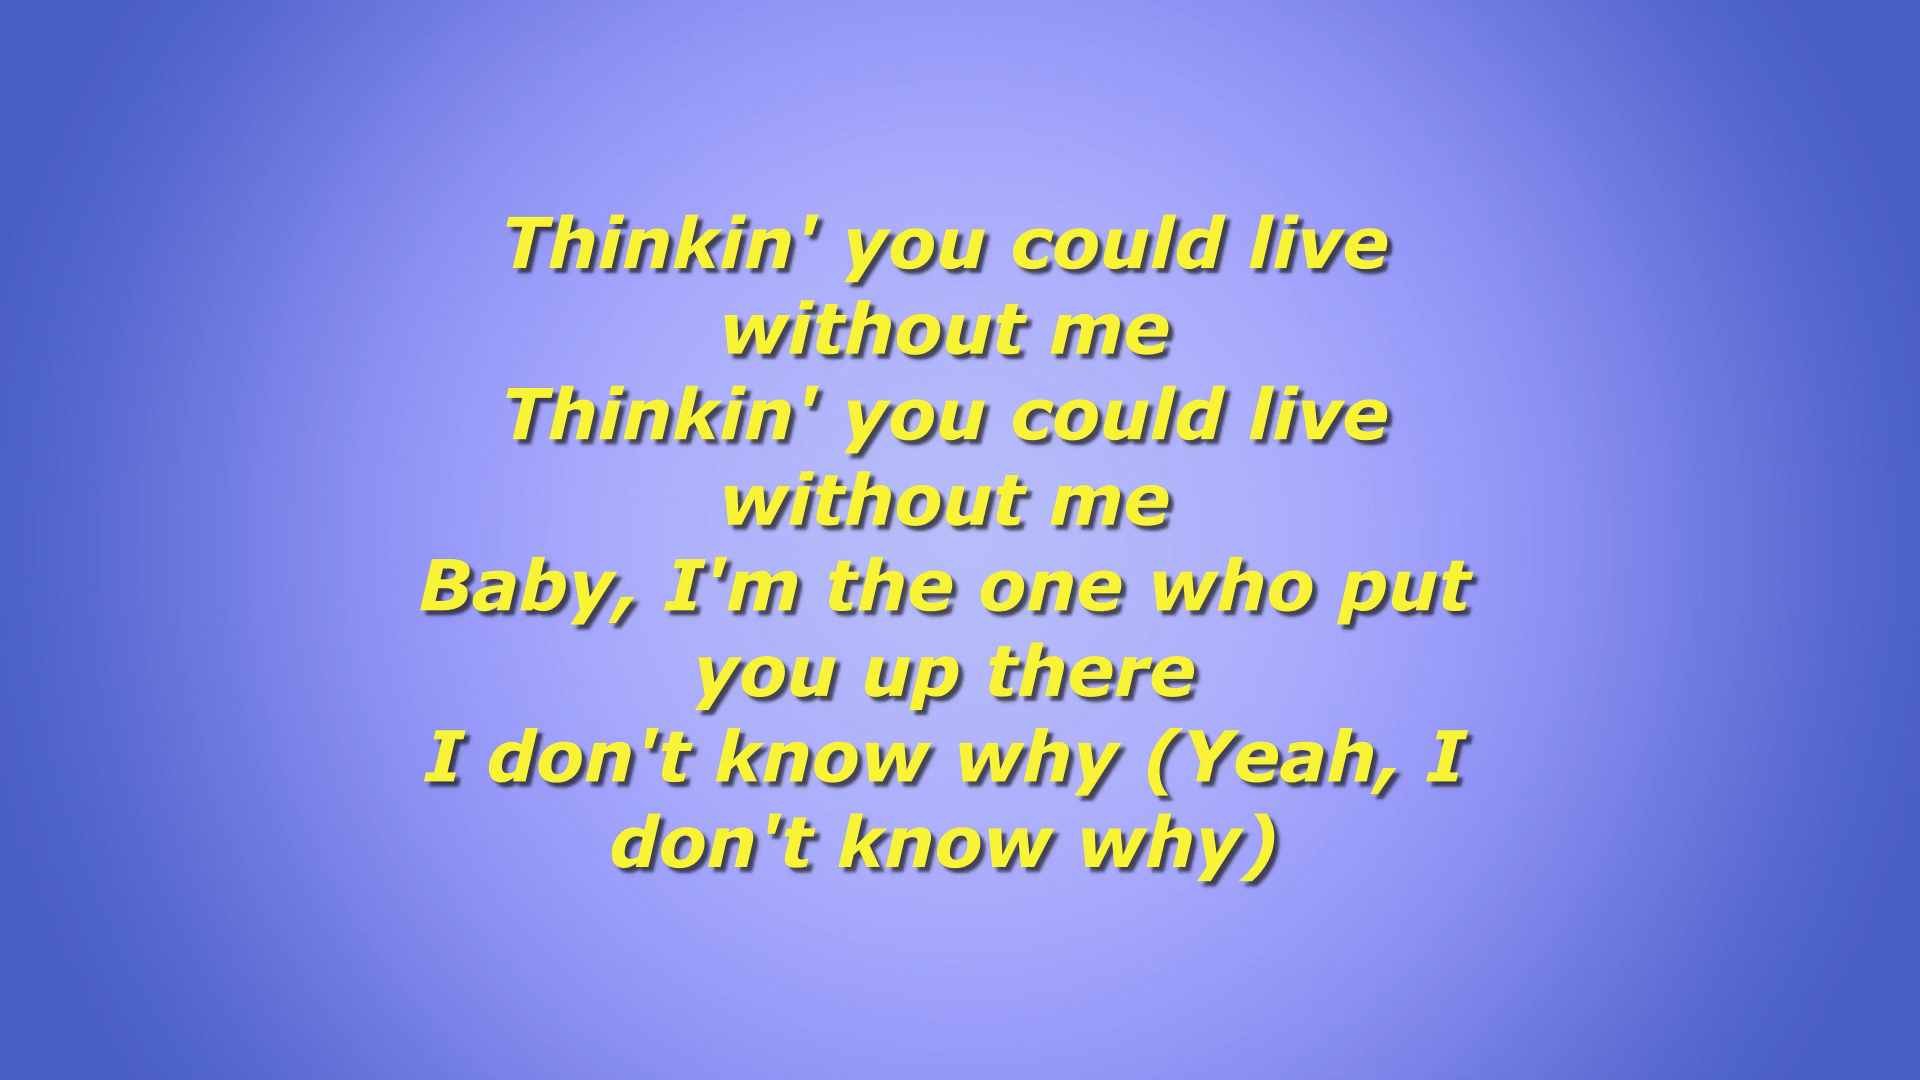 Thinkin' you could live
without me
Thinkin' you could live
without me
Baby, I'm the one who put
you up there
I don't know why (Yeah, I
don't know why)